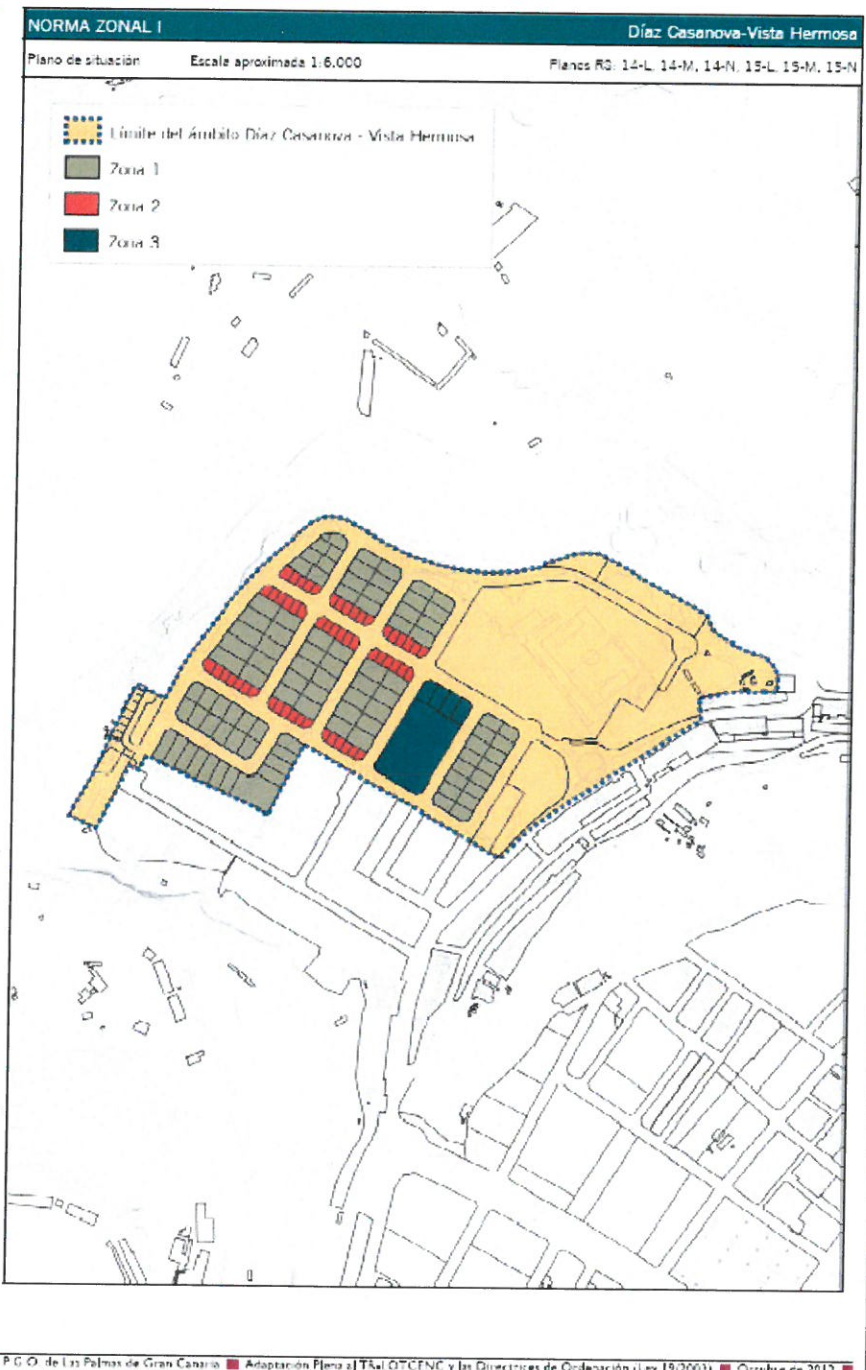 NORMA ZONAL I
Díaz Casanova-Vista Hermosa
Plano de situación Escala aproximada 1:6.000 Planos RS: 14-L, 14-M, 14-N, 15-L, 15-M, 15-N
Límite del ámbito Díaz Casanova - Vista Hermosa
Zona 1
Zona 2
Zona 3
P.G.O. de Las Palmas de Gran Canaria Adaptación Plena al TR-LOTCENC y las Directrices de Ordenación (Ley 19/2003) Octubre de 2012